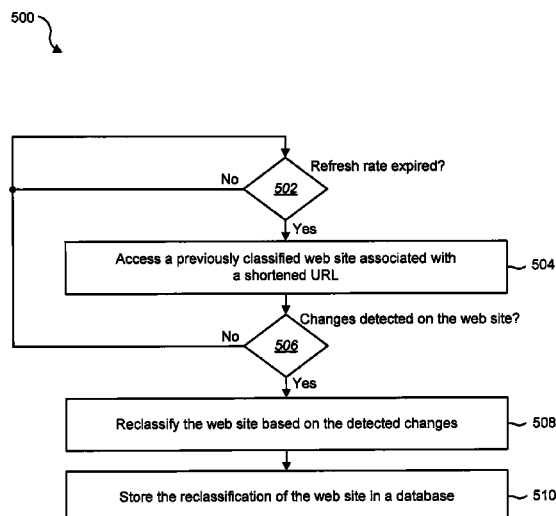 500
Refresh rate expired?
No
502
Yes
Access a previously classified web site associated with
a shortened URL
504
Changes detected on the web site?
No
506
Yes
Reclassify the web site based on the detected changes
508
Store the reclassification of the web site in a database
510